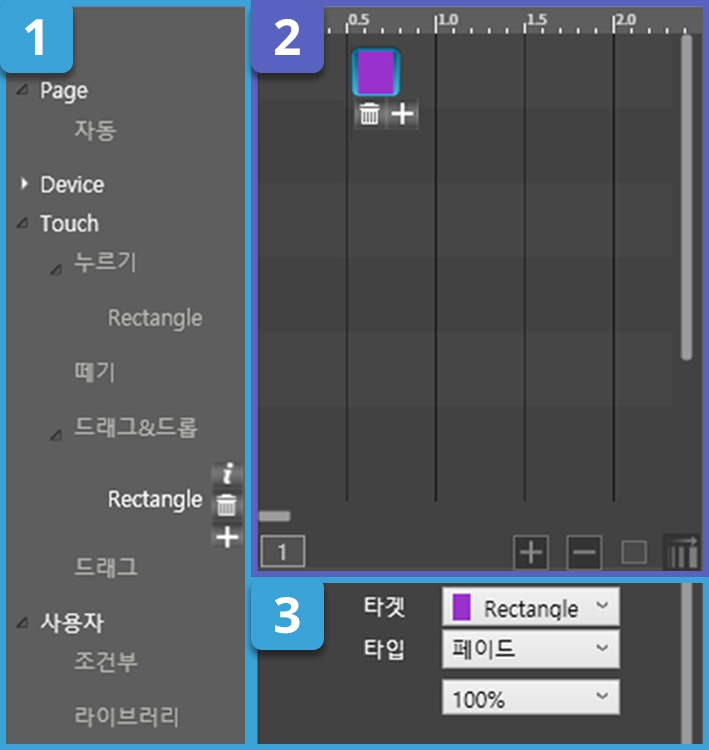 1
Page
자동
Device
Touch
누르기
Rectangle
떼기
드래그&드롭
Rectangle
i
드래그
사용자
조건부
라이브러리
2
0.5 1.0 1.5 2.0
1
3
타겟 Rectangle
타입 페이드
100%